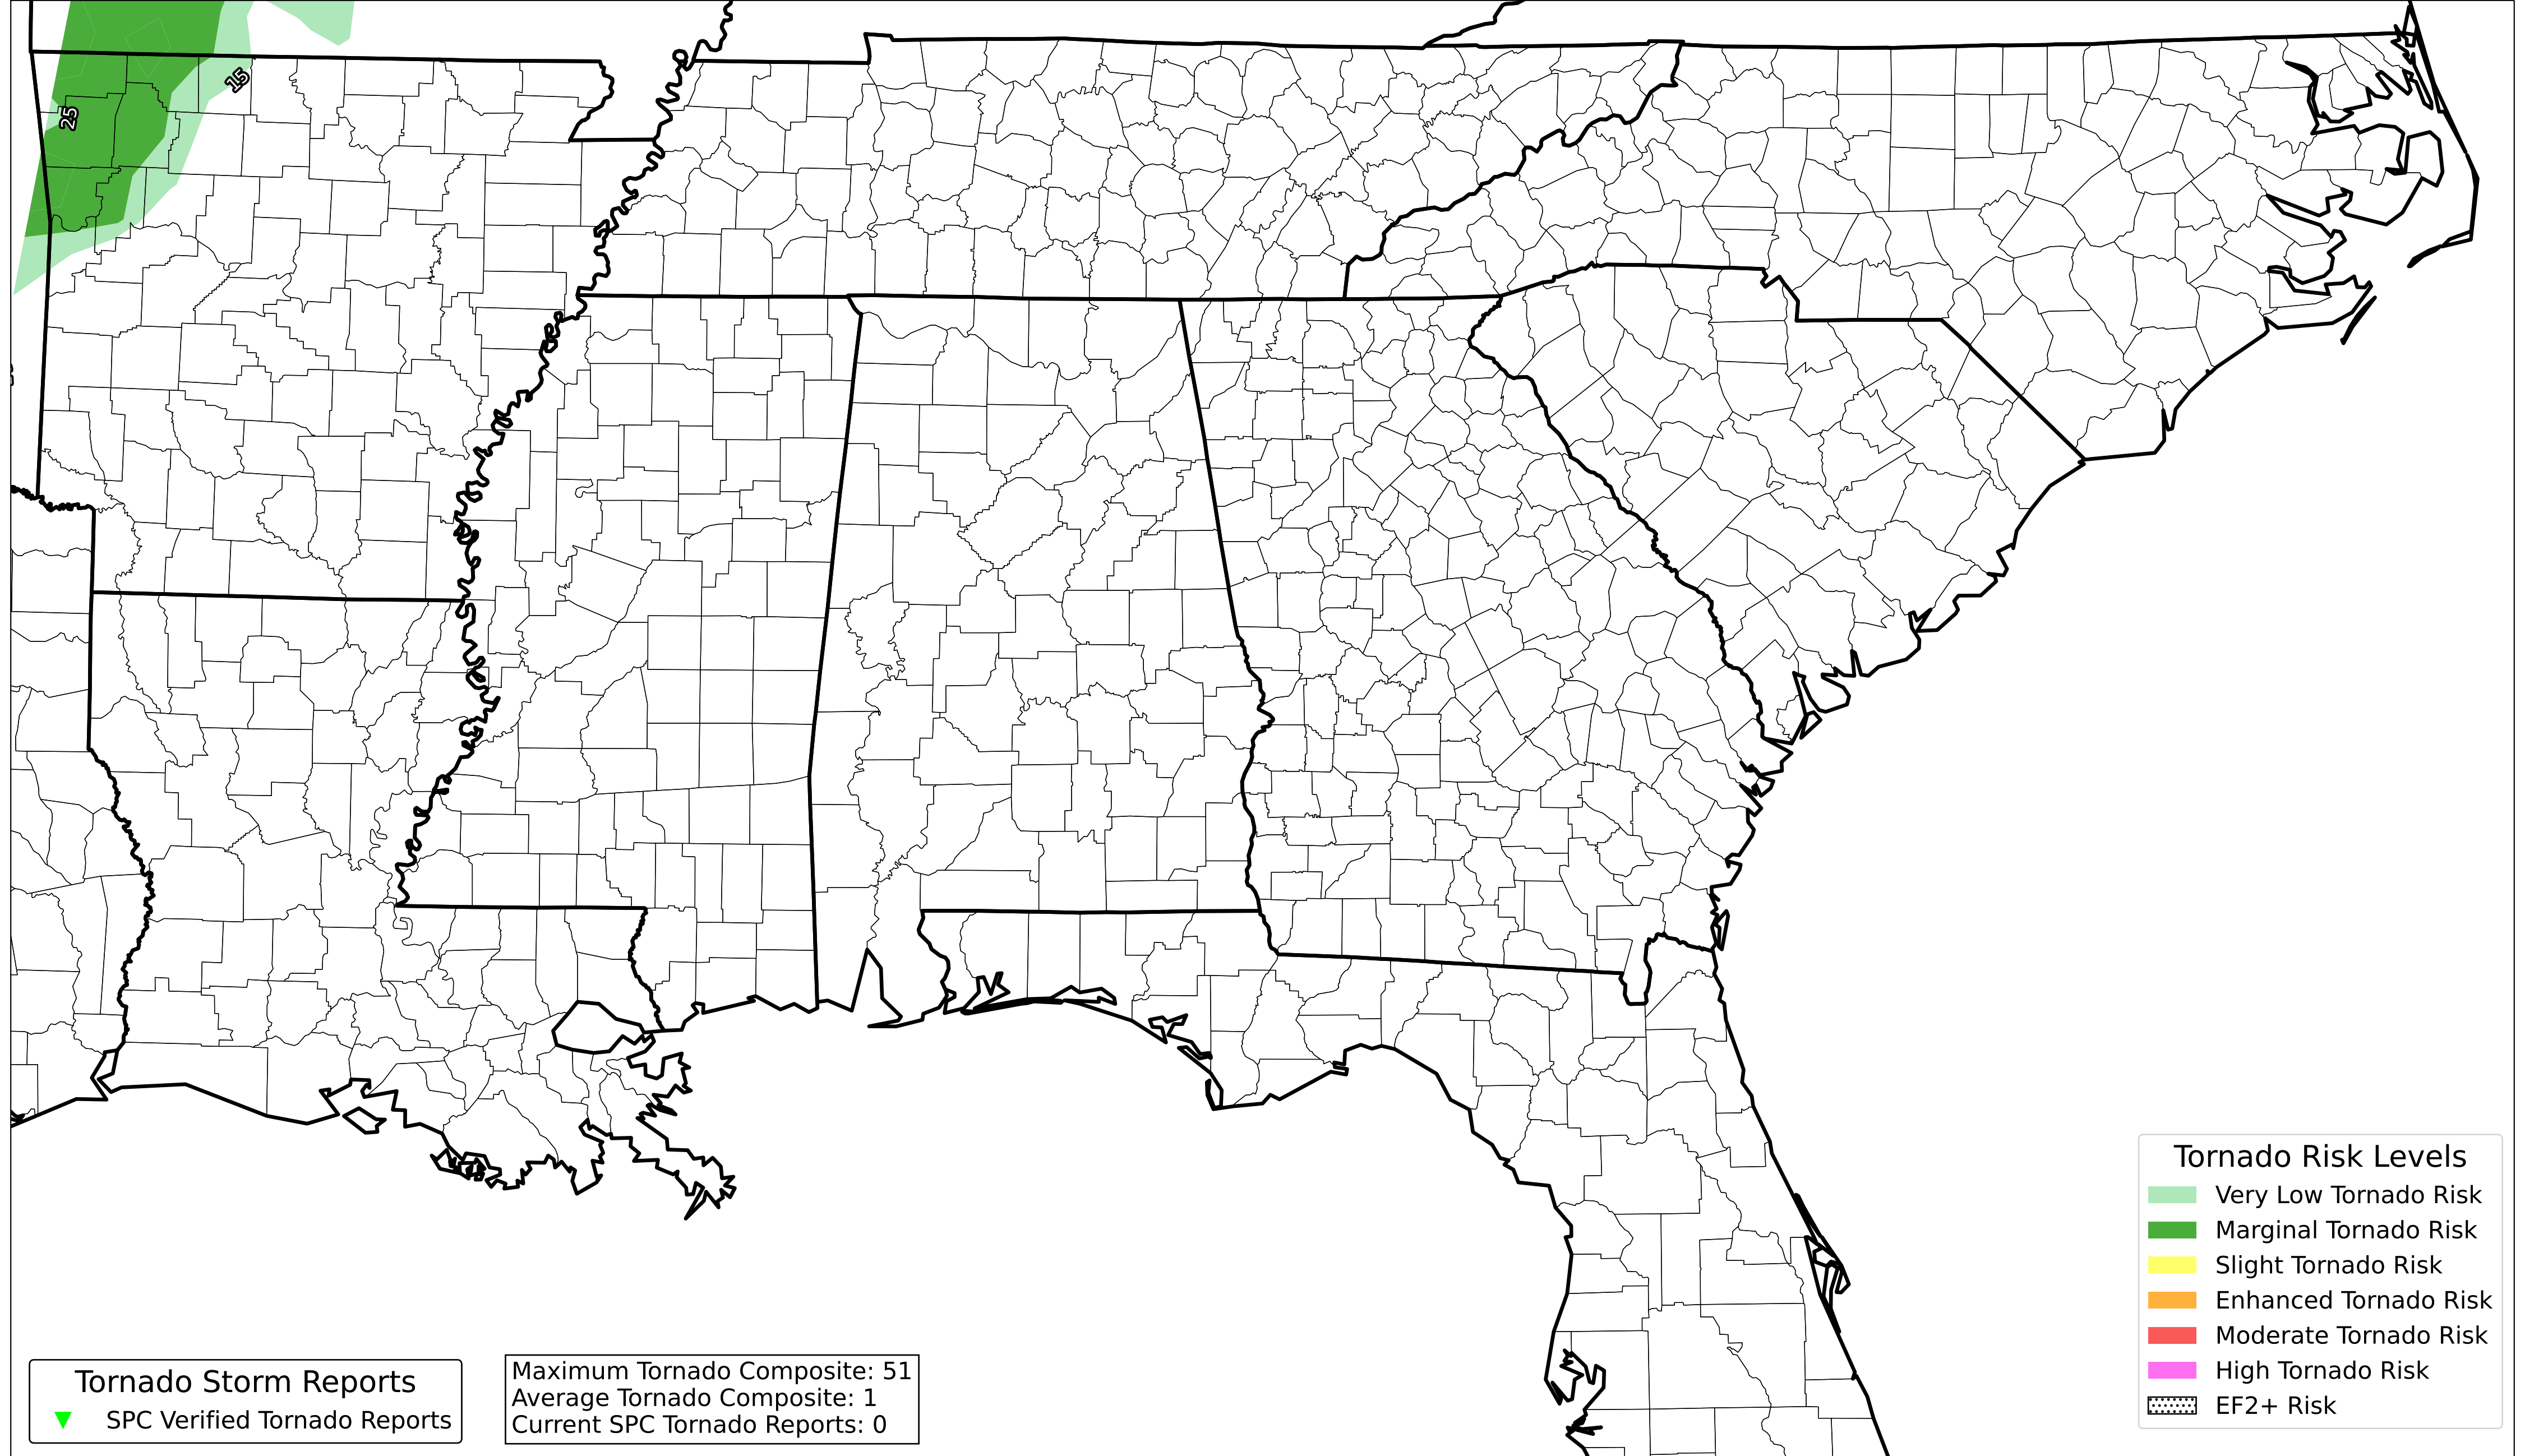 15
25
Tornado Risk Levels
Very Low Tornado Risk
Marginal Tornado Risk
Slight Tornado Risk
Enhanced Tornado Risk
Moderate Tornado Risk
High Tornado Risk
EF2+ Risk
Tornado Storm Reports
SPC Verified Tornado Reports
Maximum Tornado Composite: 51
Average Tornado Composite: 1
Current SPC Tornado Reports: 0